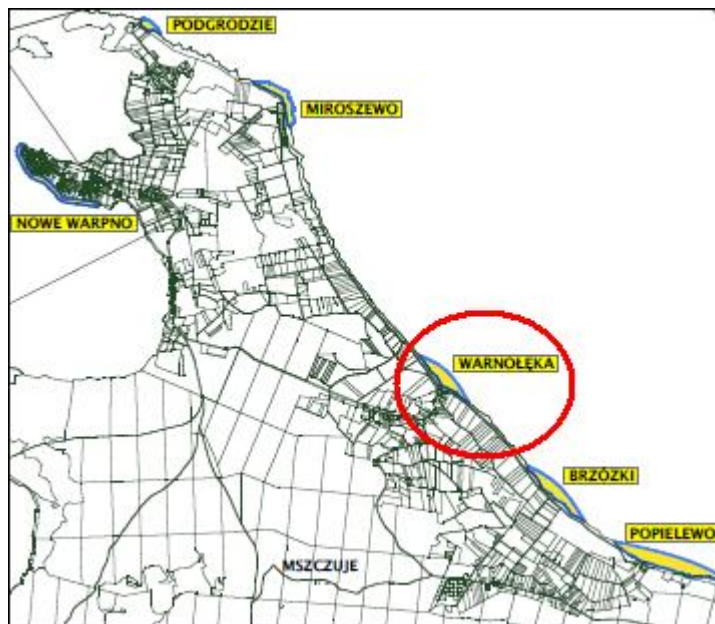 PODGRODZIE
MIROSZEWO
NOWE WARPNO
WARNOŁĘKA
BRZÓZKI
POPIELEWO
MSZCZUJE